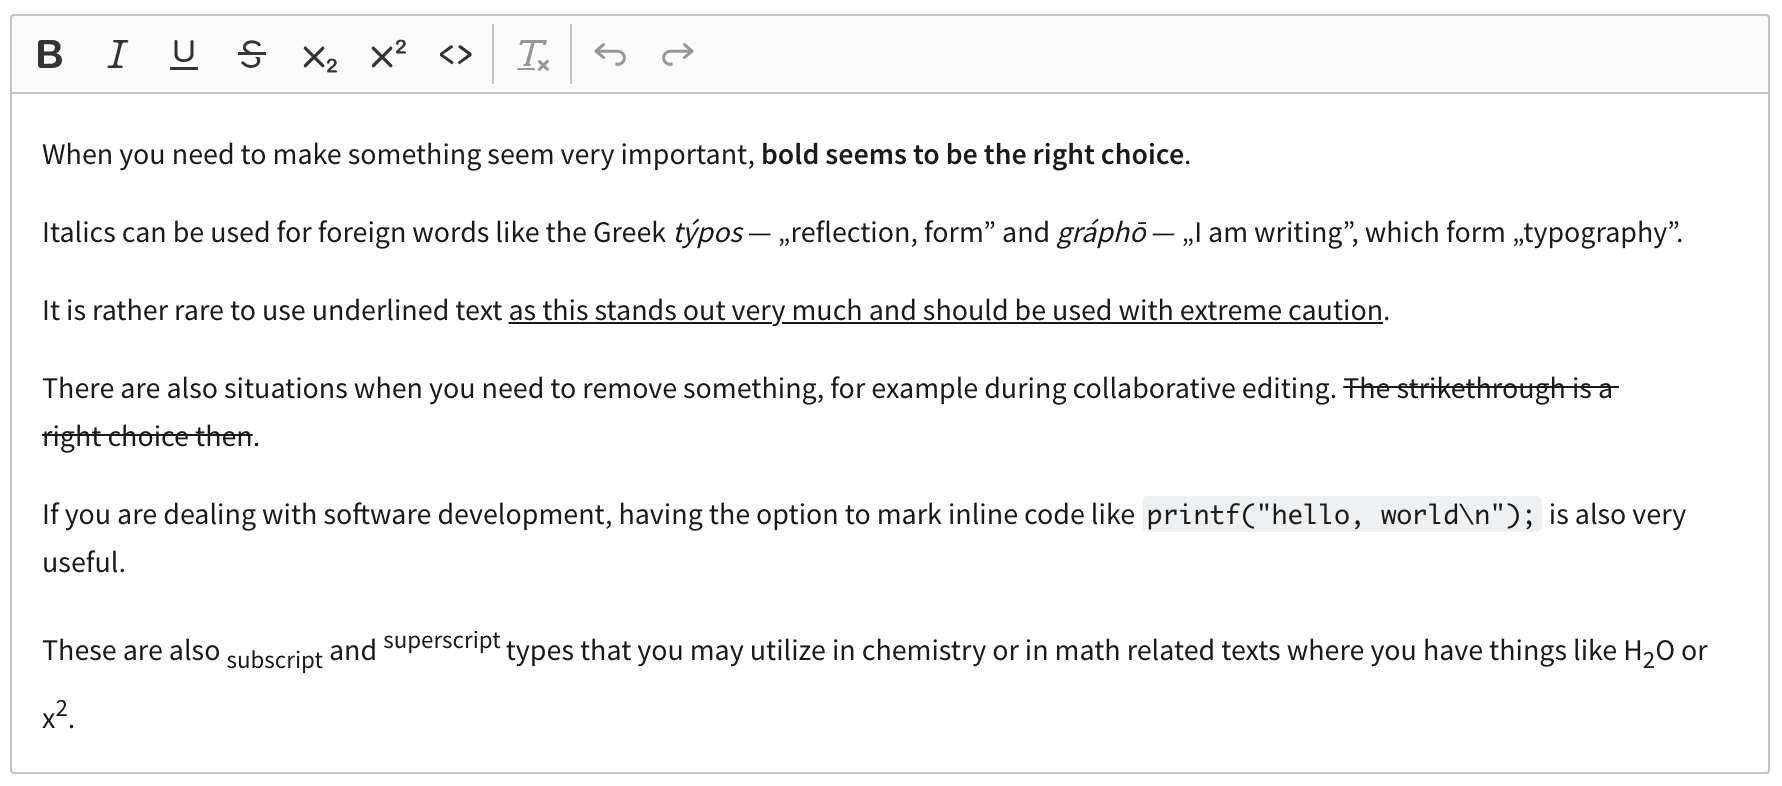 B I U S X₂ X² <> Tx
When you need to make something seem very important, bold seems to be the right choice.
Italics can be used for foreign words like the Greek týpos — „reflection, form” and gráphō — „I am writing”, which form „typography”.
It is rather rare to use underlined text as this stands out very much and should be used with extreme caution.
There are also situations when you need to remove something, for example during collaborative editing. The strikethrough is a
right choice then.
If you are dealing with software development, having the option to mark inline code like printf("hello, world\n"); is also very
useful.
These are also subscript and superscript types that you may utilize in chemistry or in math related texts where you have things like H₂O or
x².